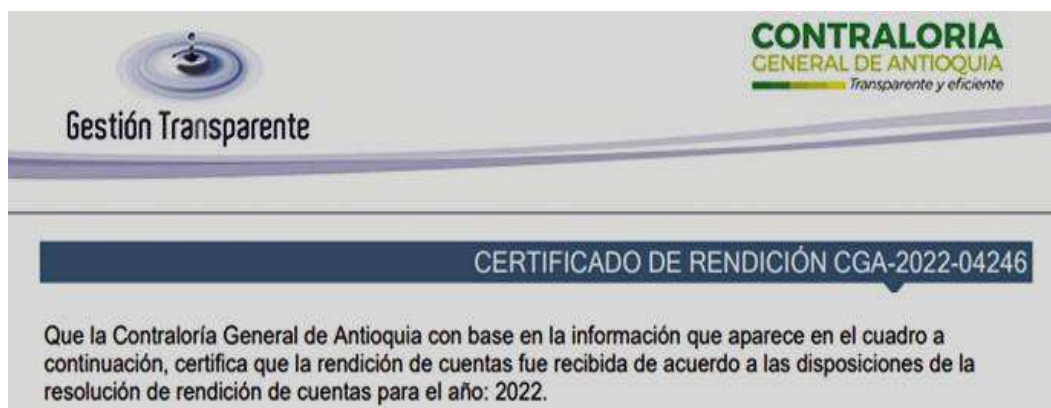 CONTRALORIA
GENERAL DE ANTIOQUIA
Transparente y eficiente
Gestión Transparente
CERTIFICADO DE RENDICIÓN CGA-2022-04246
Que la Contraloría General de Antioquia con base en la información que aparece en el cuadro a
continuación, certifica que la rendición de cuentas fue recibida de acuerdo a las disposiciones de la
resolución de rendición de cuentas para el año: 2022.